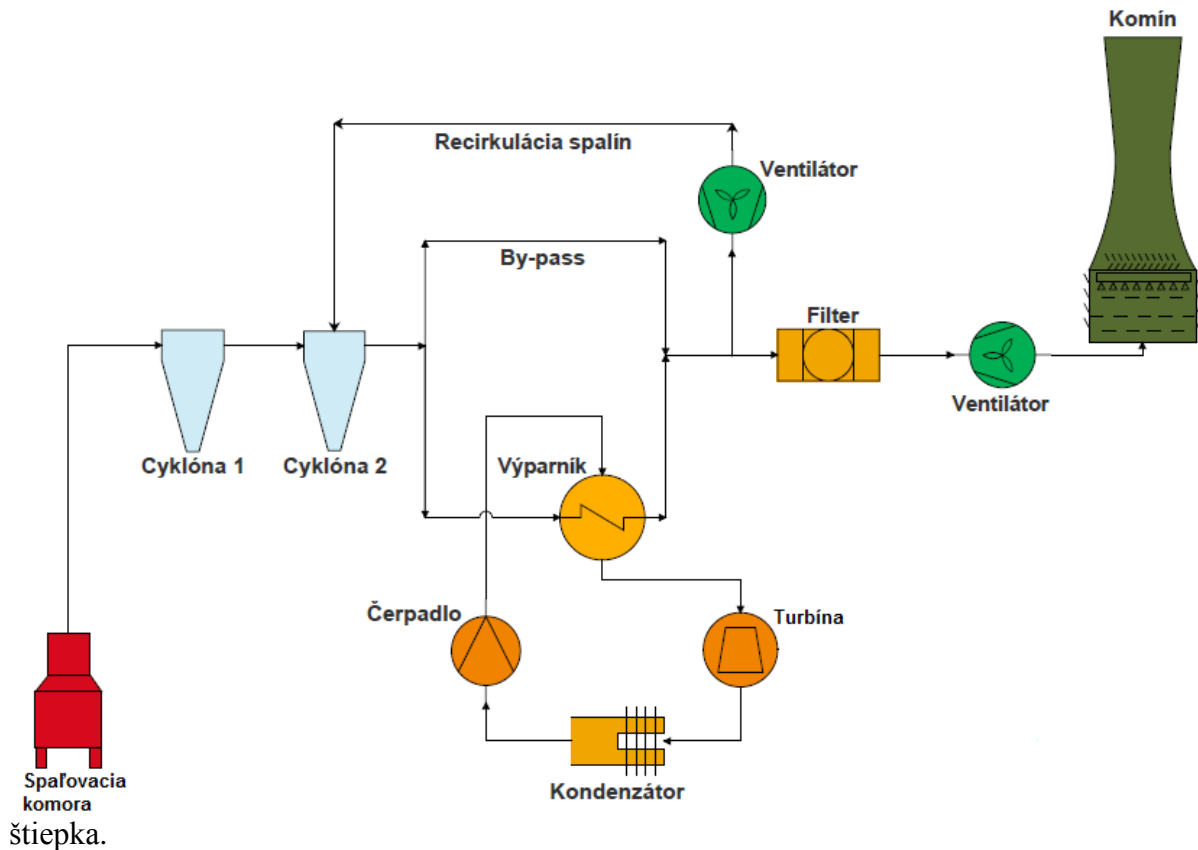 Komín
Recirkulácia spalín
Ventilátor
By-pass
Filter
Ventilátor
Cyklóna 1
Cyklóna 2
Výparník
Čerpadlo
Turbína
Kondenzátor
Spaľovacia
komora
štiepka.